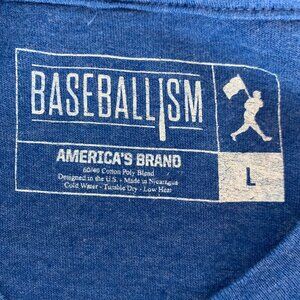 BASEBALLISM
AMERICA'S BRAND
60/40 Cotton Poly Blend
Designed in the U.S. - Made in Nicaragua
Cold Water - Tumble Dry - Low Heat
L